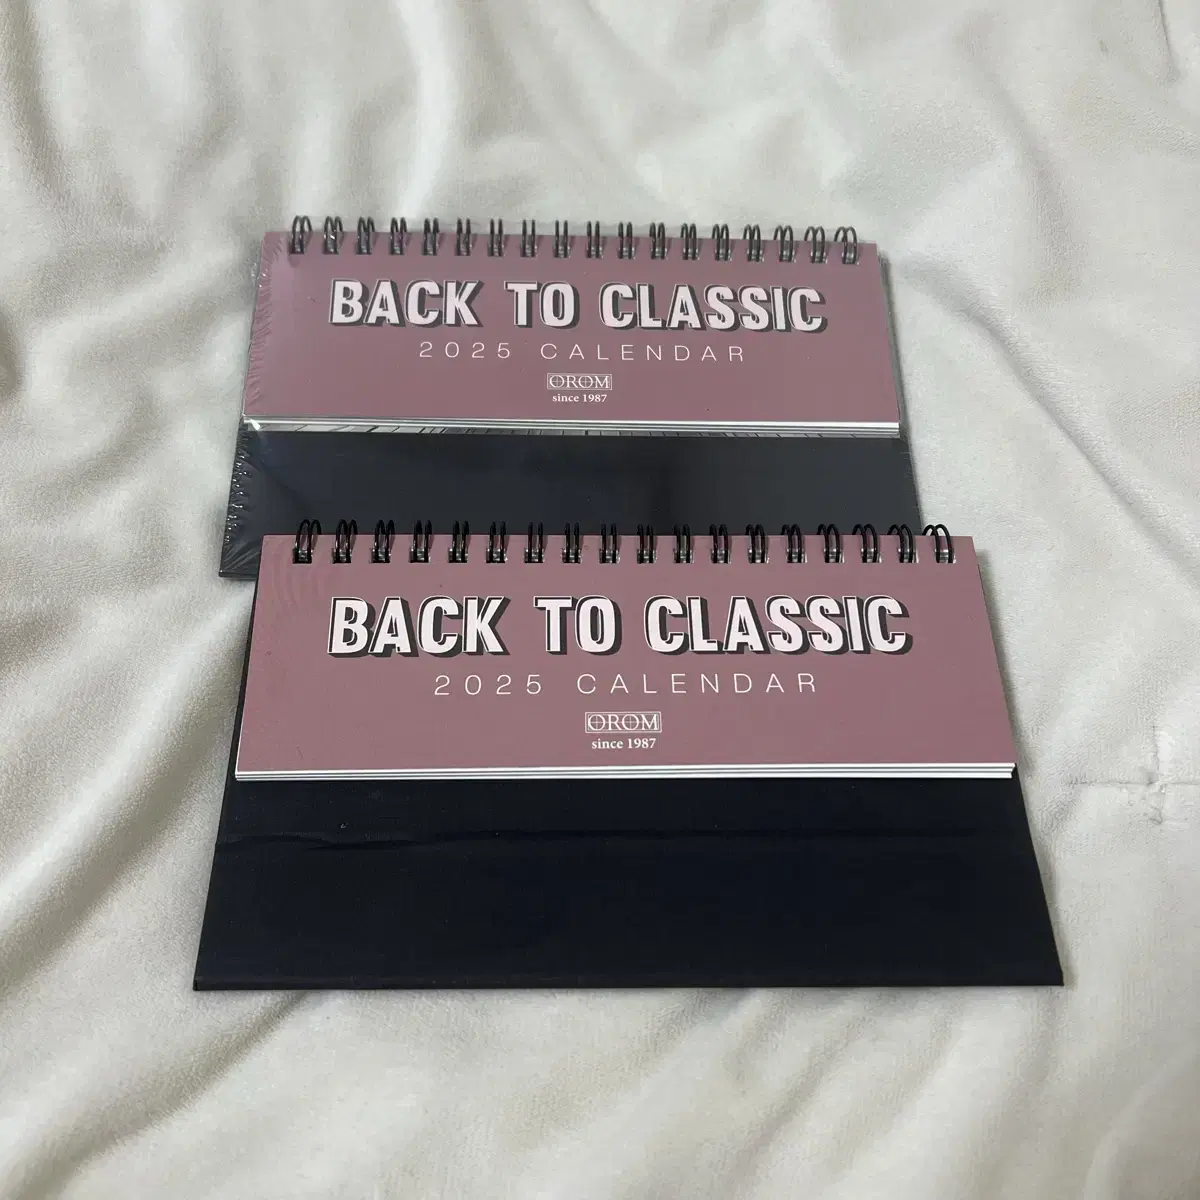 BACK TO CLASSIC
2025 CALENDAR
OROM
since 1987
BACK TO CLASSIC
2025 CALENDAR
OROM
since 1987